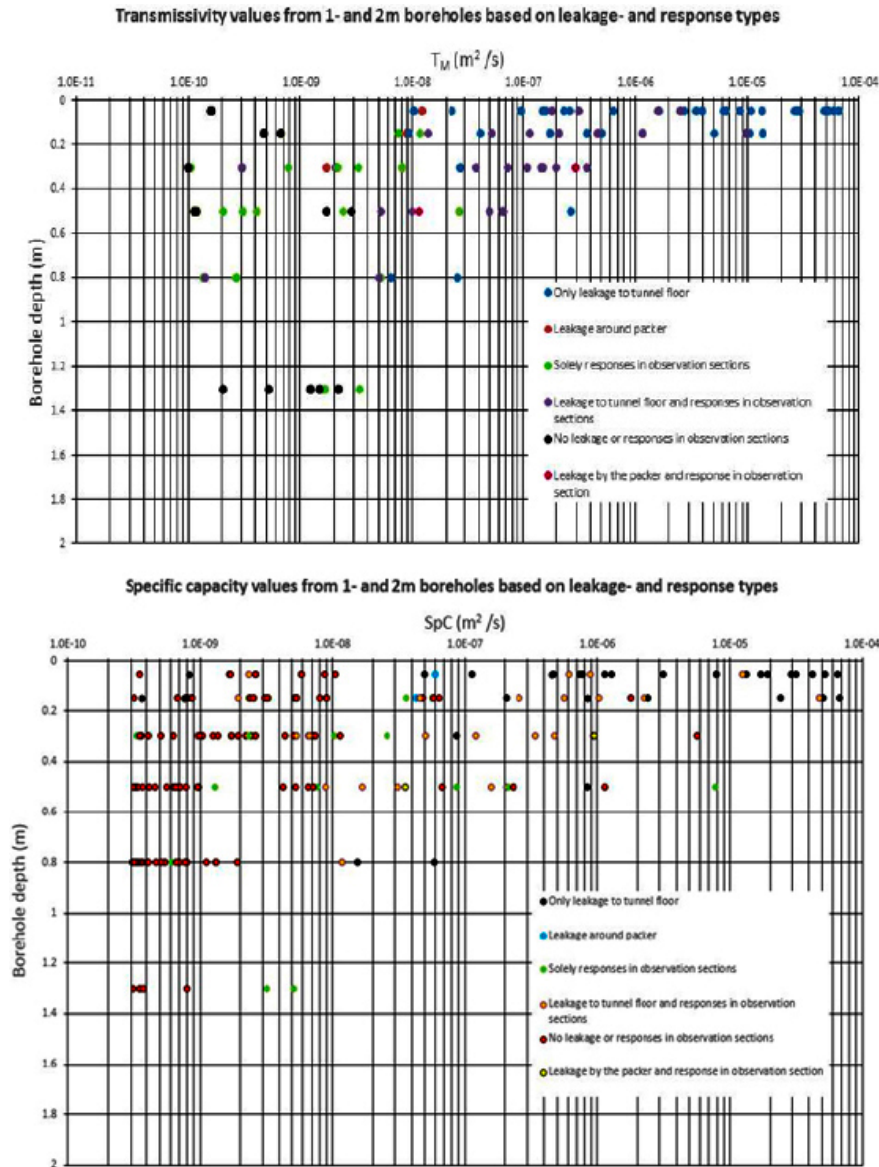 Transmissivity values from 1- and 2m boreholes based on leakage- and response types
T_M (m² /s)
1.0E-11 1.0E-10 1.0E-09 1.0E-08 1.0E-07 1.0E-06 1.0E-05 1.0E-04
0
0.2
0.4
0.6
0.8
1
1.2
1.4
1.6
1.8
2
Borehole depth (m)
Only leakage to tunnel floor
Leakage around packer
Solely responses in observation sections
Leakage to tunnel floor and responses in observation
sections
No leakage or responses in observation sections
Leakage by the packer and response in observation
section
Specific capacity values from 1- and 2m boreholes based on leakage- and response types
SpC (m² /s)
1.0E-10 1.0E-09 1.0E-08 1.0E-07 1.0E-06 1.0E-05 1.0E-04
0
0.2
0.4
0.6
0.8
1
1.2
1.4
1.6
1.8
2
Borehole depth (m)
Only leakage to tunnel floor
Leakage around packer
Solely responses in observation sections
Leakage to tunnel floor and responses in observation
sections
No leakage or responses in observation sections
Leakage by the packer and response in observation section